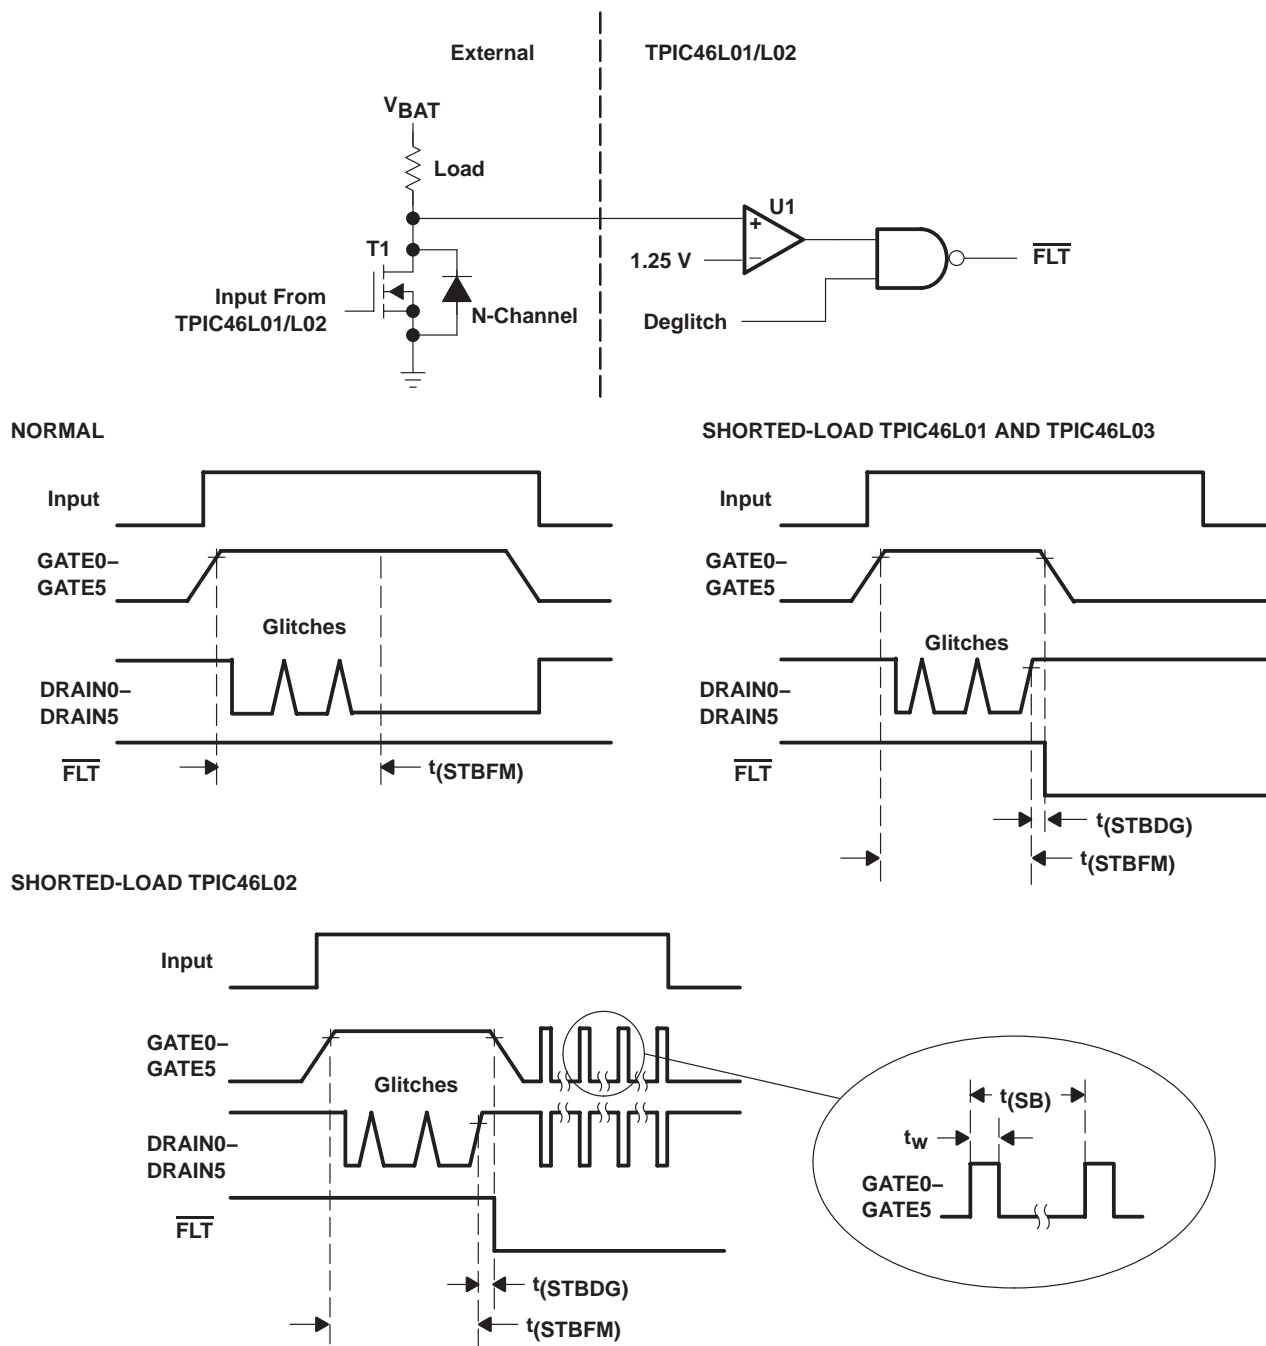 External
TPIC46L01/L02
VBAT
Load
T1
Input From
TPIC46L01/L02
N-Channel
U1
+
–
1.25 V
Deglitch
FLT
NORMAL
Input
GATE0–
GATE5
Glitches
DRAIN0–
DRAIN5
FLT
t(STBFM)
SHORTED-LOAD TPIC46L01 AND TPIC46L03
Input
GATE0–
GATE5
Glitches
DRAIN0–
DRAIN5
FLT
t(STBDG)
t(STBFM)
SHORTED-LOAD TPIC46L02
Input
GATE0–
GATE5
Glitches
DRAIN0–
DRAIN5
FLT
t(STBDG)
t(STBFM)
t(SB)
tw
GATE0–
GATE5